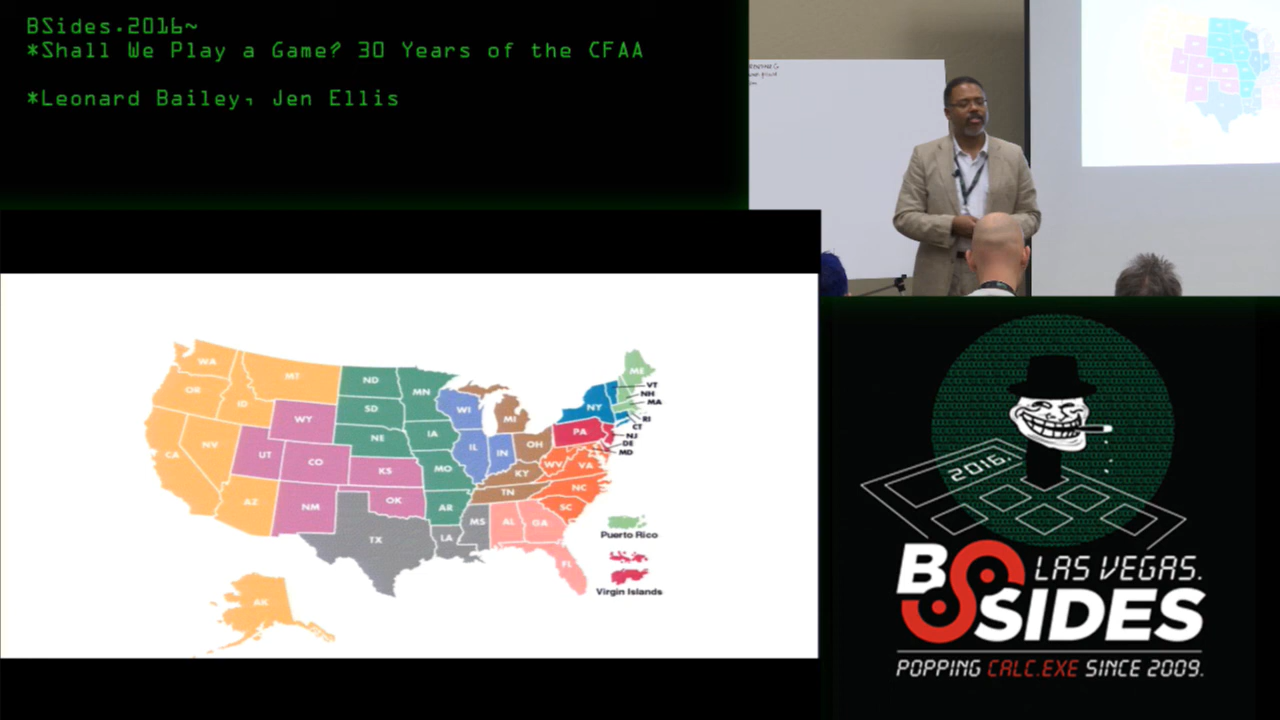 BSides.2016~
*Shall We Play a Game? 30 Years of the CFAA
*Leonard Bailey, Jen Ellis
WA
MT
ND
MN
ME
VT
NH
MA
OR
ID
SD
WI
MI
NY
RI
CT
WY
NE
IA
PA
NJ
DE
MD
NV
UT
CO
KS
MO
IL
IN
OH
WV
VA
KY
CA
AZ
NM
OK
AR
TN
NC
SC
TX
LA
MS
AL
GA
FL
AK
Puerto Rico
Virgin Islands
2016.
BSIDES
LAS VEGAS.
POPPING CALC.EXE SINCE 2009.